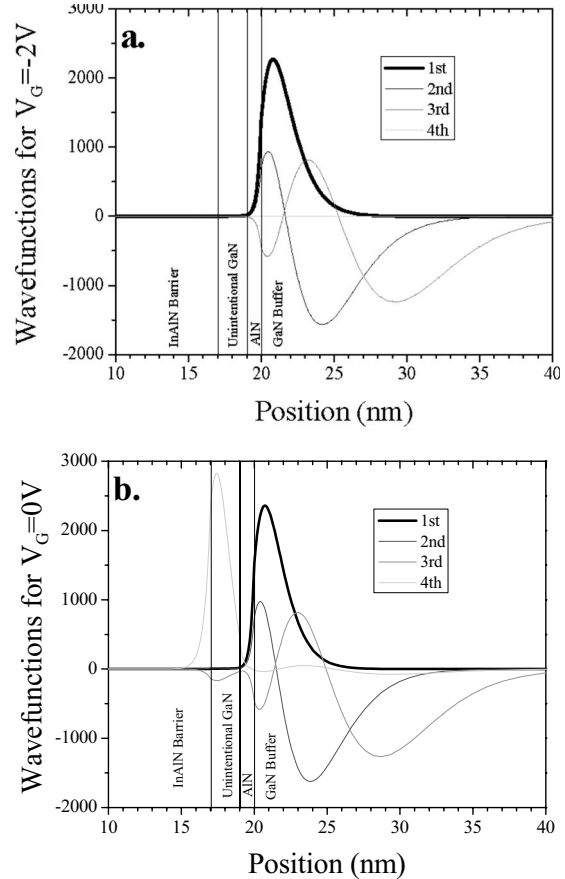 a.
Wavefunctions for V_G=-2V
3000
2000
1000
0
-1000
-2000
1st
2nd
3rd
4th
InAlN Barrier
Unintentional GaN
AlN
GaN Buffer
10 15 20 25 30 35 40
Position (nm)
b.
Wavefunctions for V_G=0V
3000
2000
1000
0
-1000
-2000
1st
2nd
3rd
4th
InAlN Barrier
Unintentional GaN
AlN
GaN Buffer
10 15 20 25 30 35 40
Position (nm)